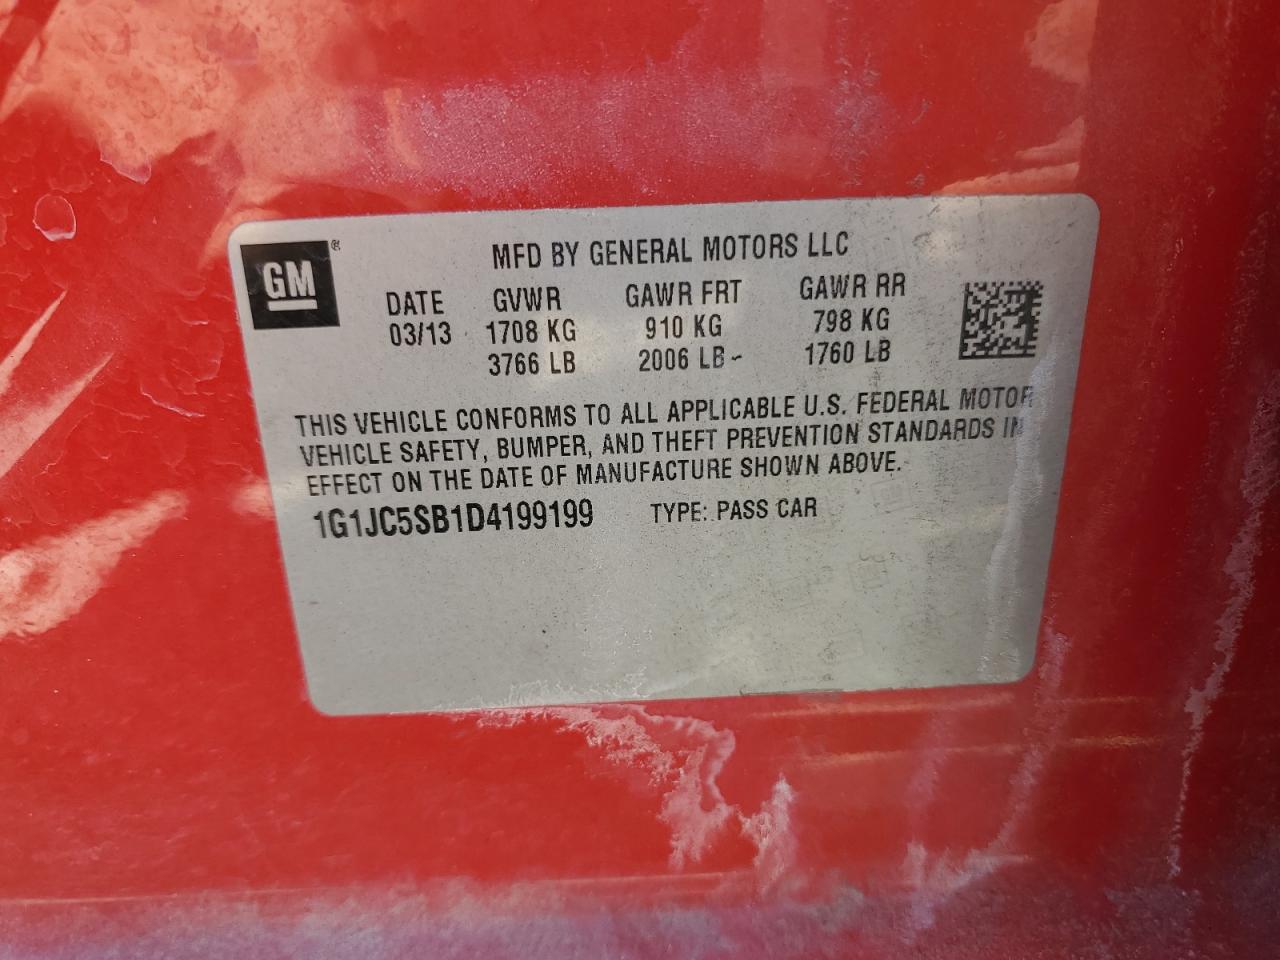 GM ®
MFD BY GENERAL MOTORS LLC
DATE GVWR GAWR FRT GAWR RR
03/13 1708 KG 910 KG 798 KG
3766 LB 2006 LB 1760 LB
THIS VEHICLE CONFORMS TO ALL APPLICABLE U.S. FEDERAL MOTOR
VEHICLE SAFETY, BUMPER, AND THEFT PREVENTION STANDARDS IN
EFFECT ON THE DATE OF MANUFACTURE SHOWN ABOVE.
1G1JC5SB1D4199199 TYPE: PASS CAR